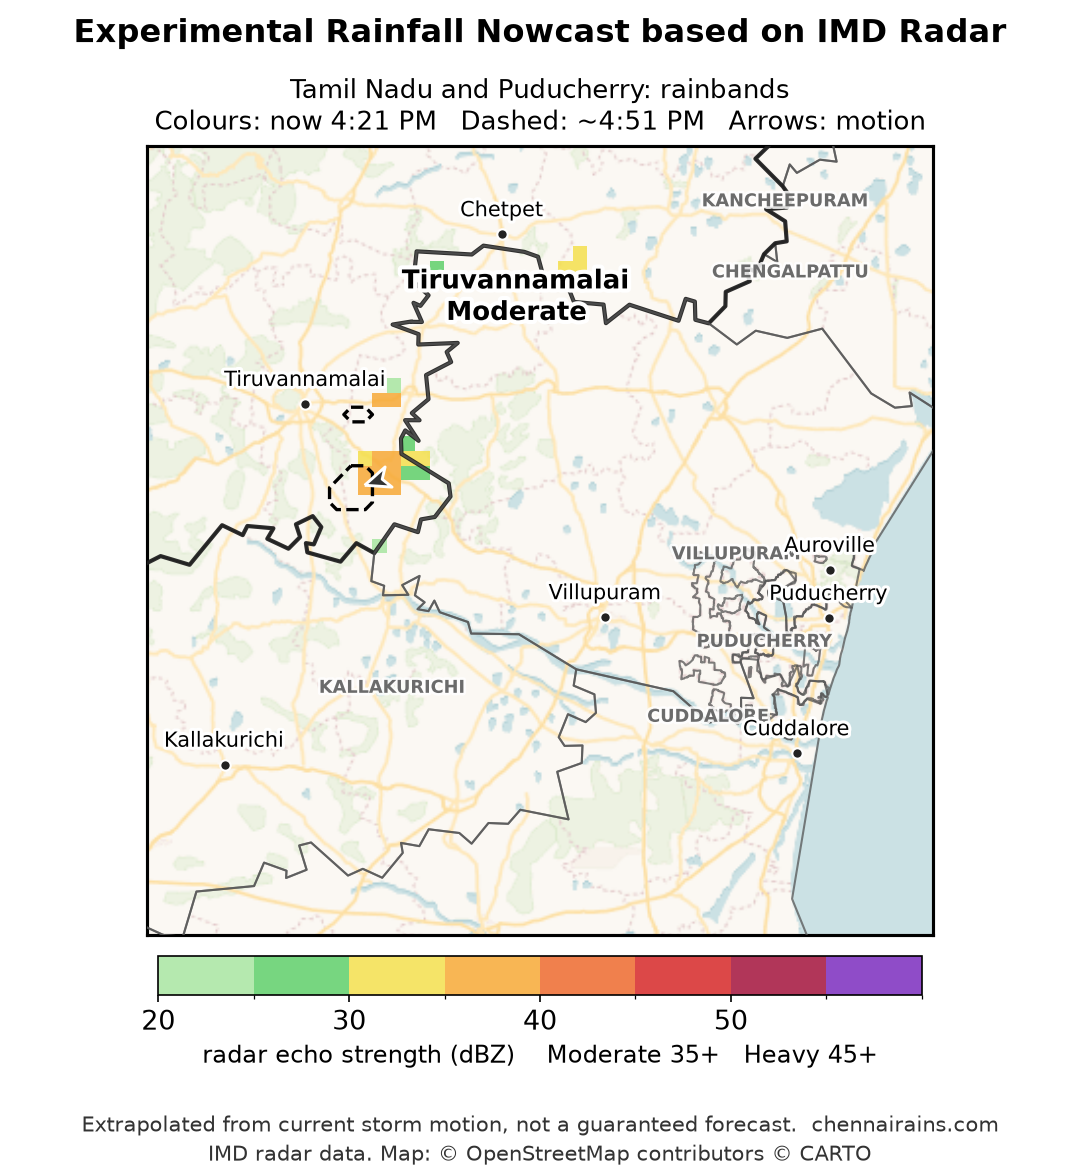 Experimental Rainfall Nowcast based on IMD Radar
Tamil Nadu and Puducherry: rainbands
Colours: now 4:21 PM   Dashed: ~4:51 PM   Arrows: motion
KANCHEEPURAM
Chetpet
CHENGALPATTU
Tiruvannamalai
Moderate
Tiruvannamalai
Auroville
VILLUPURAM
Villupuram
Puducherry
PUDUCHERRY
KALLAKURICHI
CUDDALORE
Cuddalore
Kallakurichi
20 30 40 50
radar echo strength (dBZ)    Moderate 35+   Heavy 45+
Extrapolated from current storm motion, not a guaranteed forecast.  chennairains.com
IMD radar data. Map: © OpenStreetMap contributors © CARTO